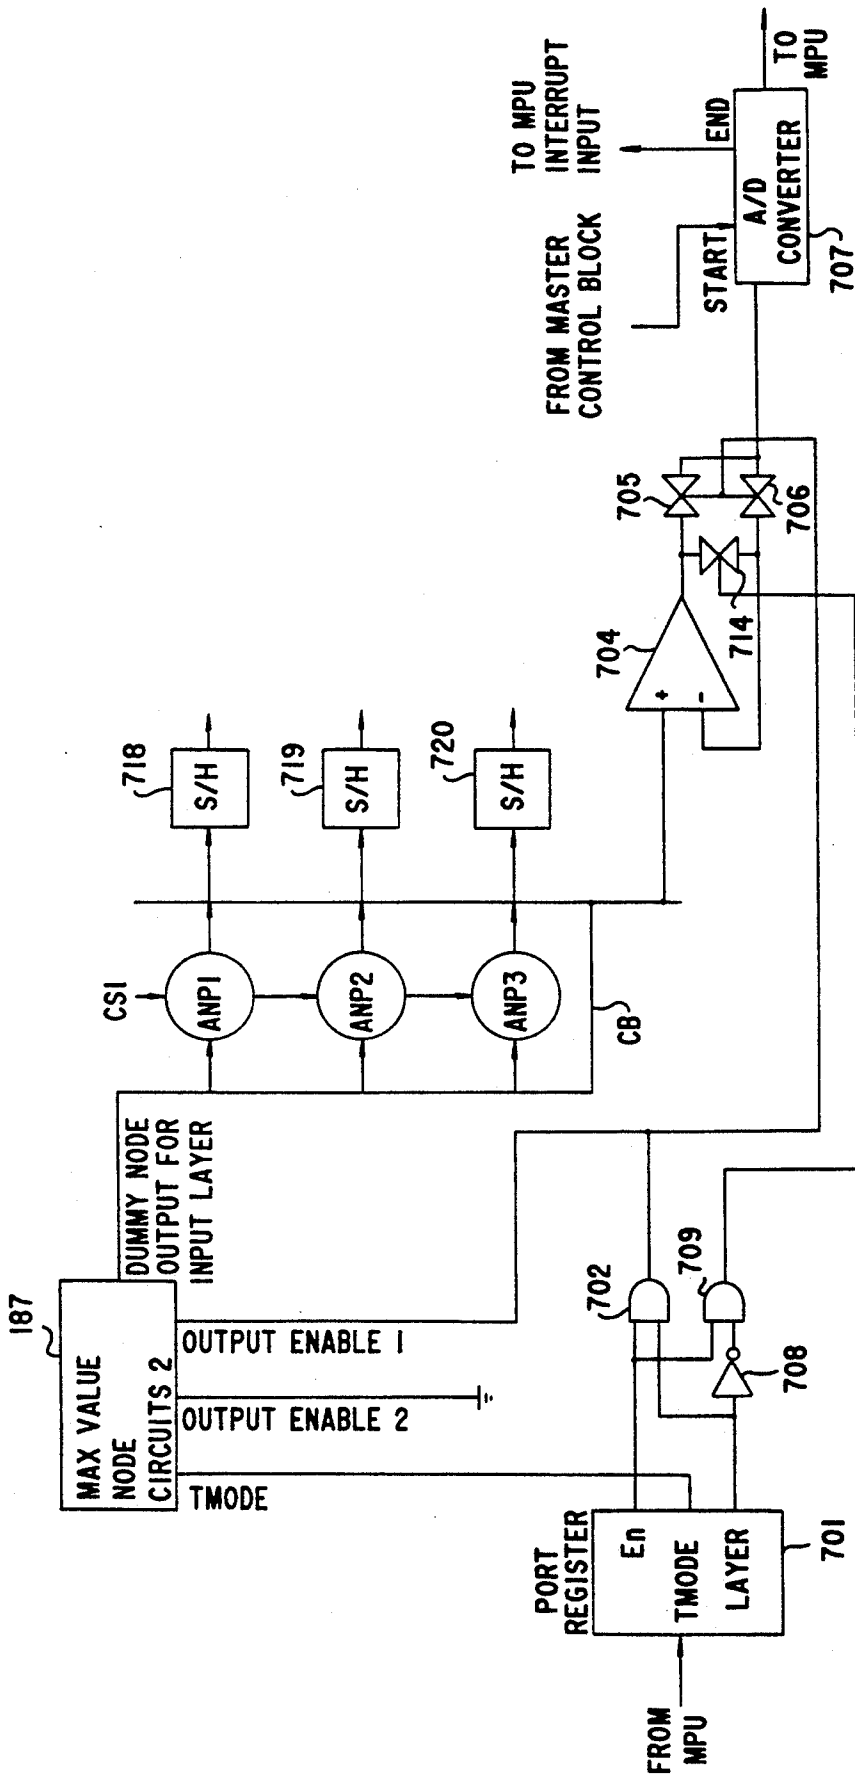 187
MAX VALUE
NODE
CIRCUITS 2
DUMMY NODE
OUTPUT FOR
INPUT LAYER
OUTPUT ENABLE 1
OUTPUT ENABLE 2
TMODE
CS1
ANP1
ANP2
ANP3
CB
718
S/H
719
S/H
720
S/H
FROM MPU
PORT
REGISTER
En
TMODE
LAYER
701
702
709
708
704
+
-
705
706
714
FROM MASTER
CONTROL BLOCK
TO MPU
INTERRUPT
INPUT
START
END
A/D
CONVERTER
707
TO
MPU